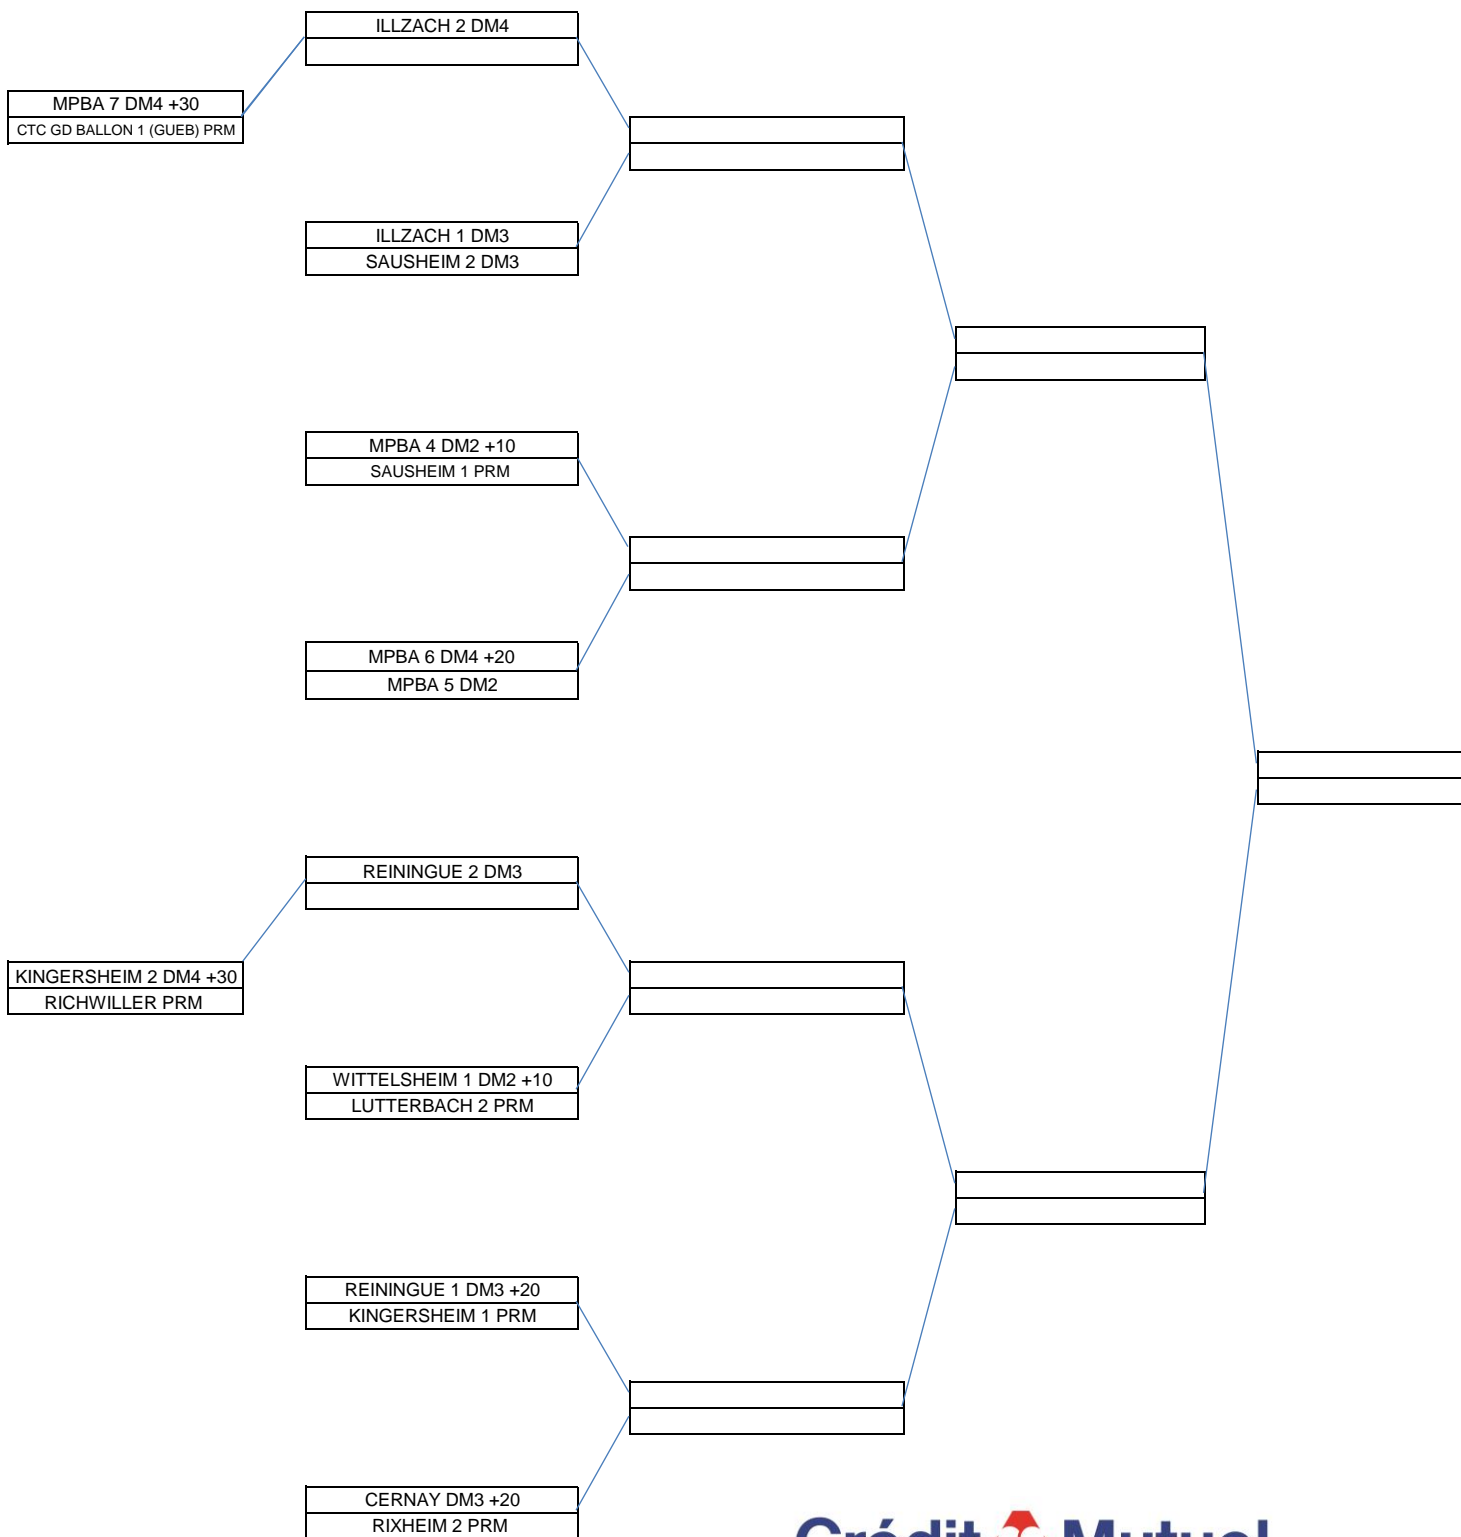 ILLZACH 2 DM4
MPBA 7 DM4 +30
CTC GD BALLON 1 (GUEB) PRM
ILLZACH 1 DM3
SAUSHEIM 2 DM3
MPBA 4 DM2 +10
SAUSHEIM 1 PRM
MPBA 6 DM4 +20
MPBA 5 DM2
REININGUE 2 DM3
KINGERSHEIM 2 DM4 +30
RICHWILLER PRM
WITTELSHEIM 1 DM2 +10
LUTTERBACH 2 PRM
REININGUE 1 DM3 +20
KINGERSHEIM 1 PRM
CERNAY DM3 +20
RIXHEIM 2 PRM
Crédit Mutuel